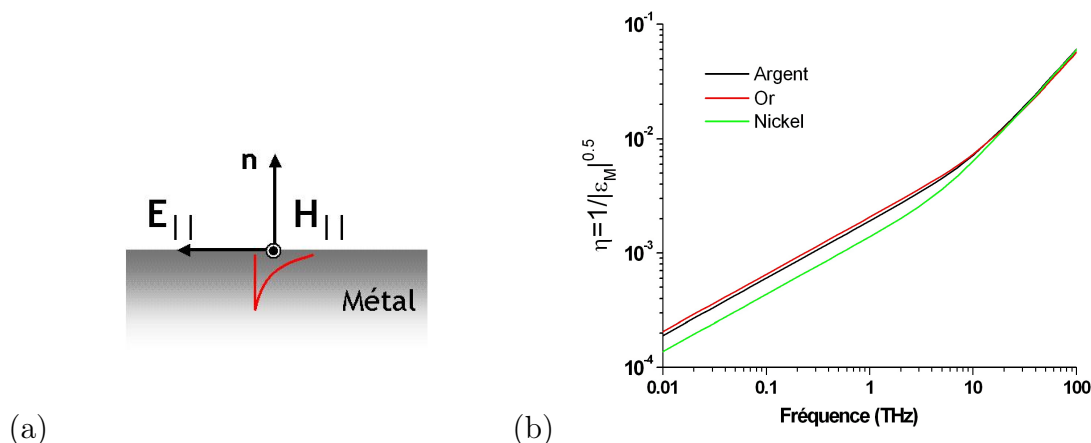 n
E||
H||
Métal
(a)
10^-1
10^-2
10^-3
10^-4
η=1/|ε_M|^0.5
Argent
Or
Nickel
0.01 0.1 1 10 100
Fréquence (THz)
(b)